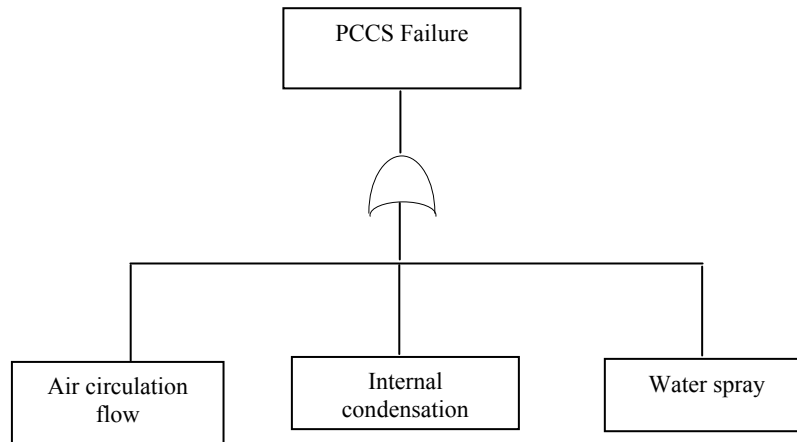 PCCS Failure
Air circulation
flow
Internal
condensation
Water spray